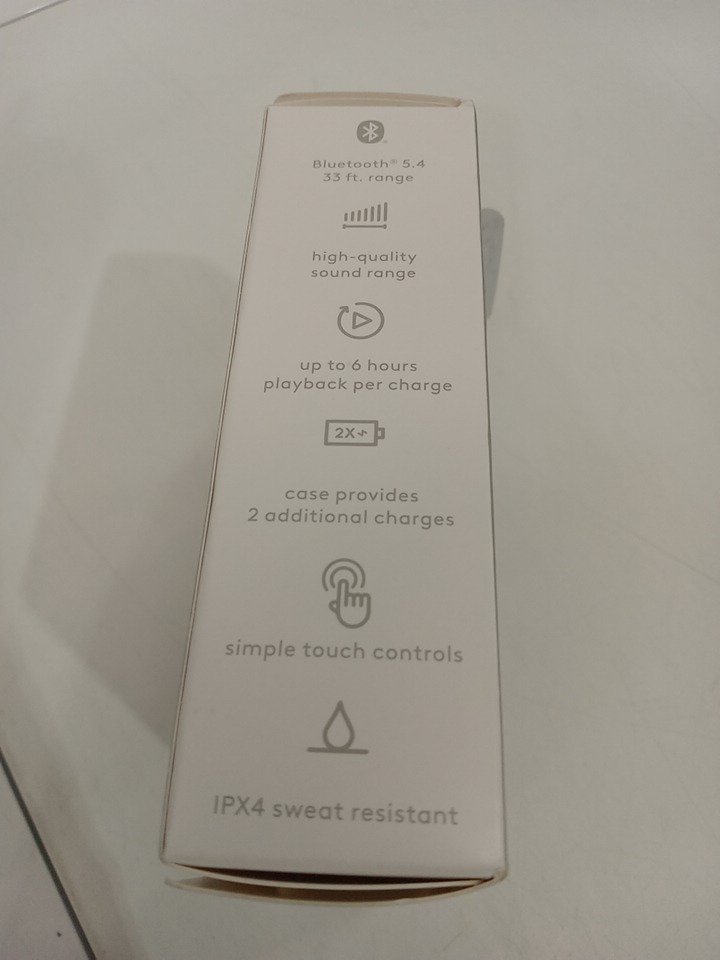 Bluetooth® 5.4
33 ft. range
high-quality
sound range
up to 6 hours
playback per charge
2X
case provides
2 additional charges
simple touch controls
IPX4 sweat resistant